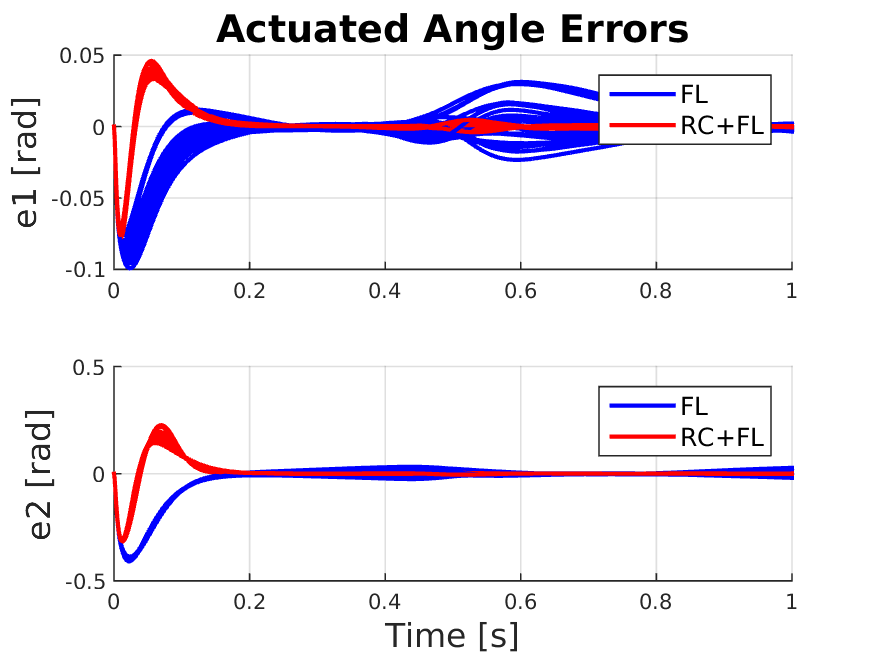 Actuated Angle Errors
0.05
0
-0.05
-0.1
e1 [rad]
FL
RC+FL
0 0.2 0.4 0.6 0.8 1
0.5
0
-0.5
e2 [rad]
FL
RC+FL
0 0.2 0.4 0.6 0.8 1
Time [s]